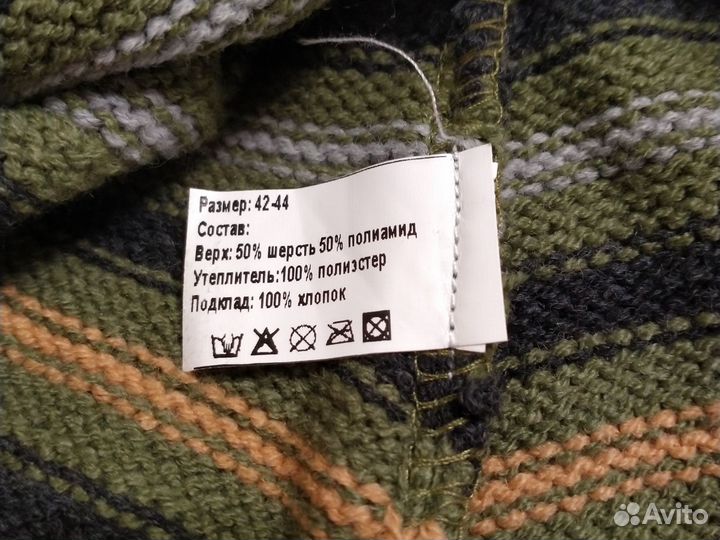 Размер: 42-44
Состав:
Верх: 50% шерсть 50% полиамид
Утеплитель:100% полиэстер
Подклад: 100% хлопок
Avito